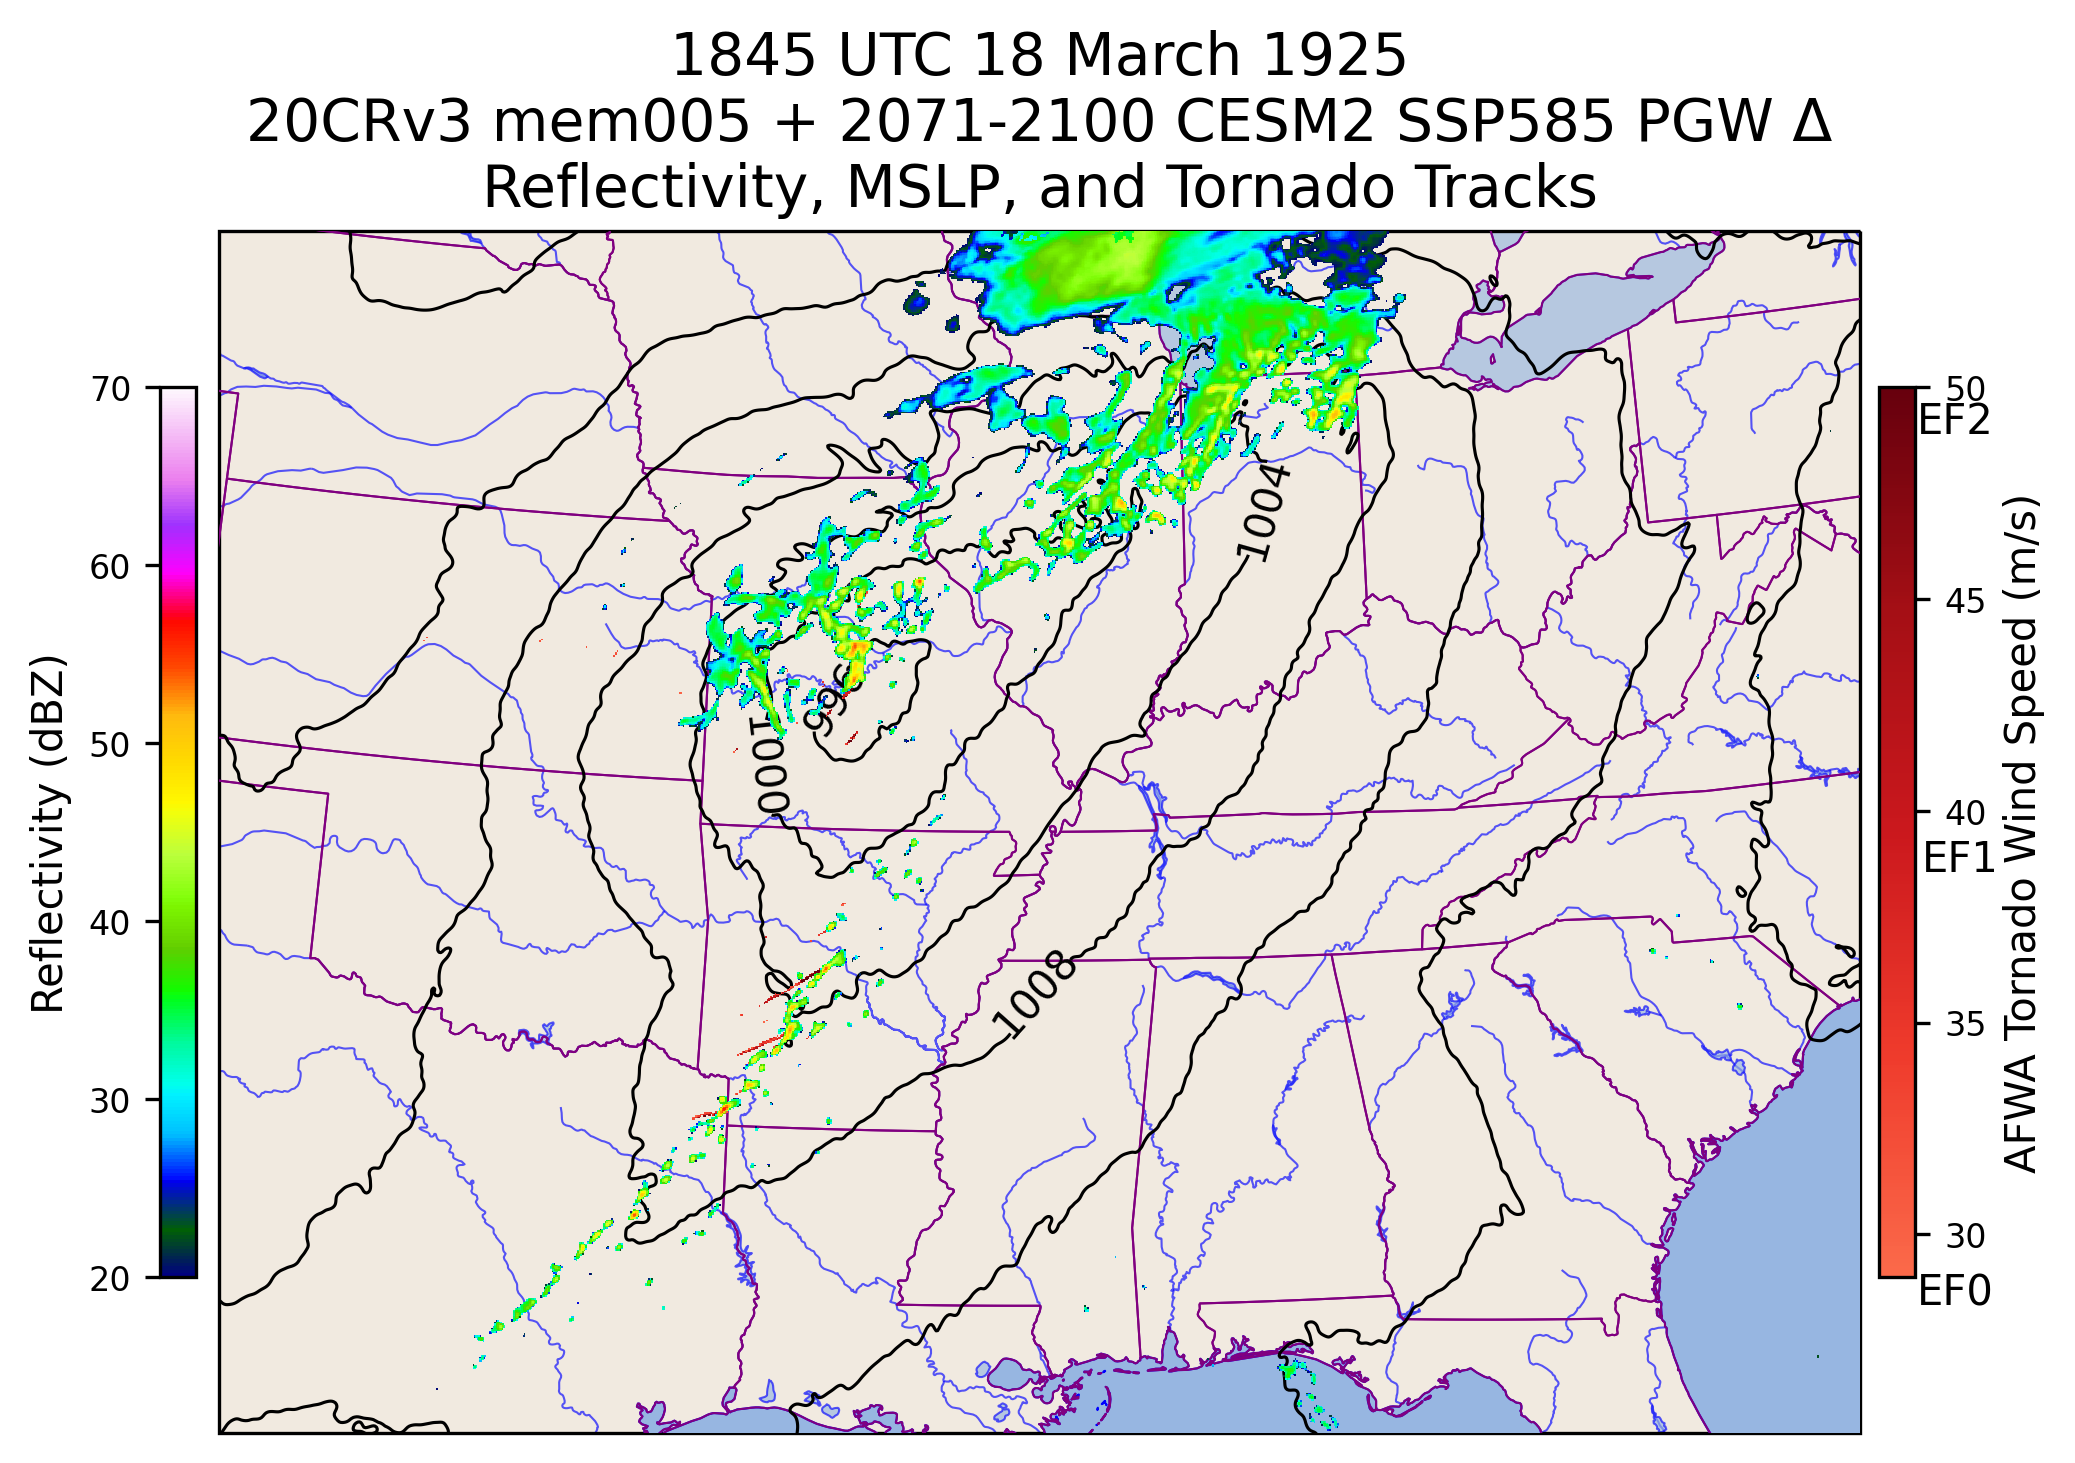 1845 UTC 18 March 1925
20CRv3 mem005 + 2071-2100 CESM2 SSP585 PGW Δ
Reflectivity, MSLP, and Tornado Tracks
Reflectivity (dBZ)
70
60
50
40
30
20
1004
996
1000
1008
50
EF2
45
40
EF1
35
30
EF0
AFWA Tornado Wind Speed (m/s)